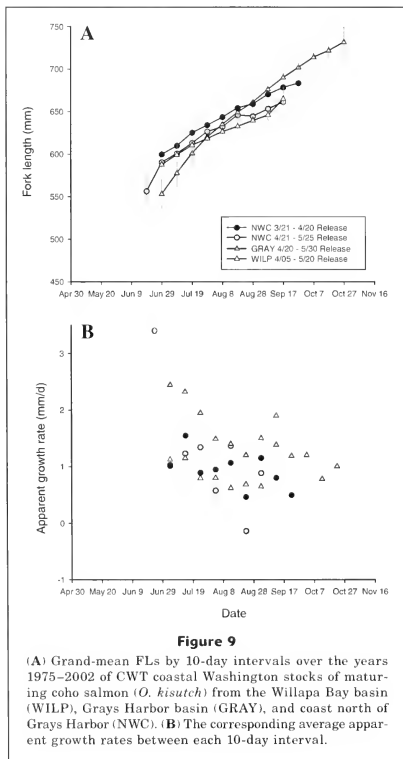 A
750
700
650
600
550
500
450
Fork length (mm)
NWC 3/21 - 4/20 Release
NWC 4/21 - 5/25 Release
GRAY 4/20 - 5/30 Release
WILP 4/05 - 5/20 Release
Apr 30 May 20 Jun 9 Jun 29 Jul 19 Aug 8 Aug 28 Sep 17 Oct 7 Oct 27 Nov 16
B
3
2
1
0
-1
Apparent growth rate (mm/d)
Apr 30 May 20 Jun 9 Jun 29 Jul 19 Aug 8 Aug 28 Sep 17 Oct 7 Oct 27 Nov 16
Date
Figure 9
(A) Grand-mean FLs by 10-day intervals over the years
1975–2002 of CWT coastal Washington stocks of matur-
ing coho salmon (O. kisutch) from the Willapa Bay basin
(WILP), Grays Harbor basin (GRAY), and coast north of
Grays Harbor (NWC). (B) The corresponding average appar-
ent growth rates between each 10-day interval.